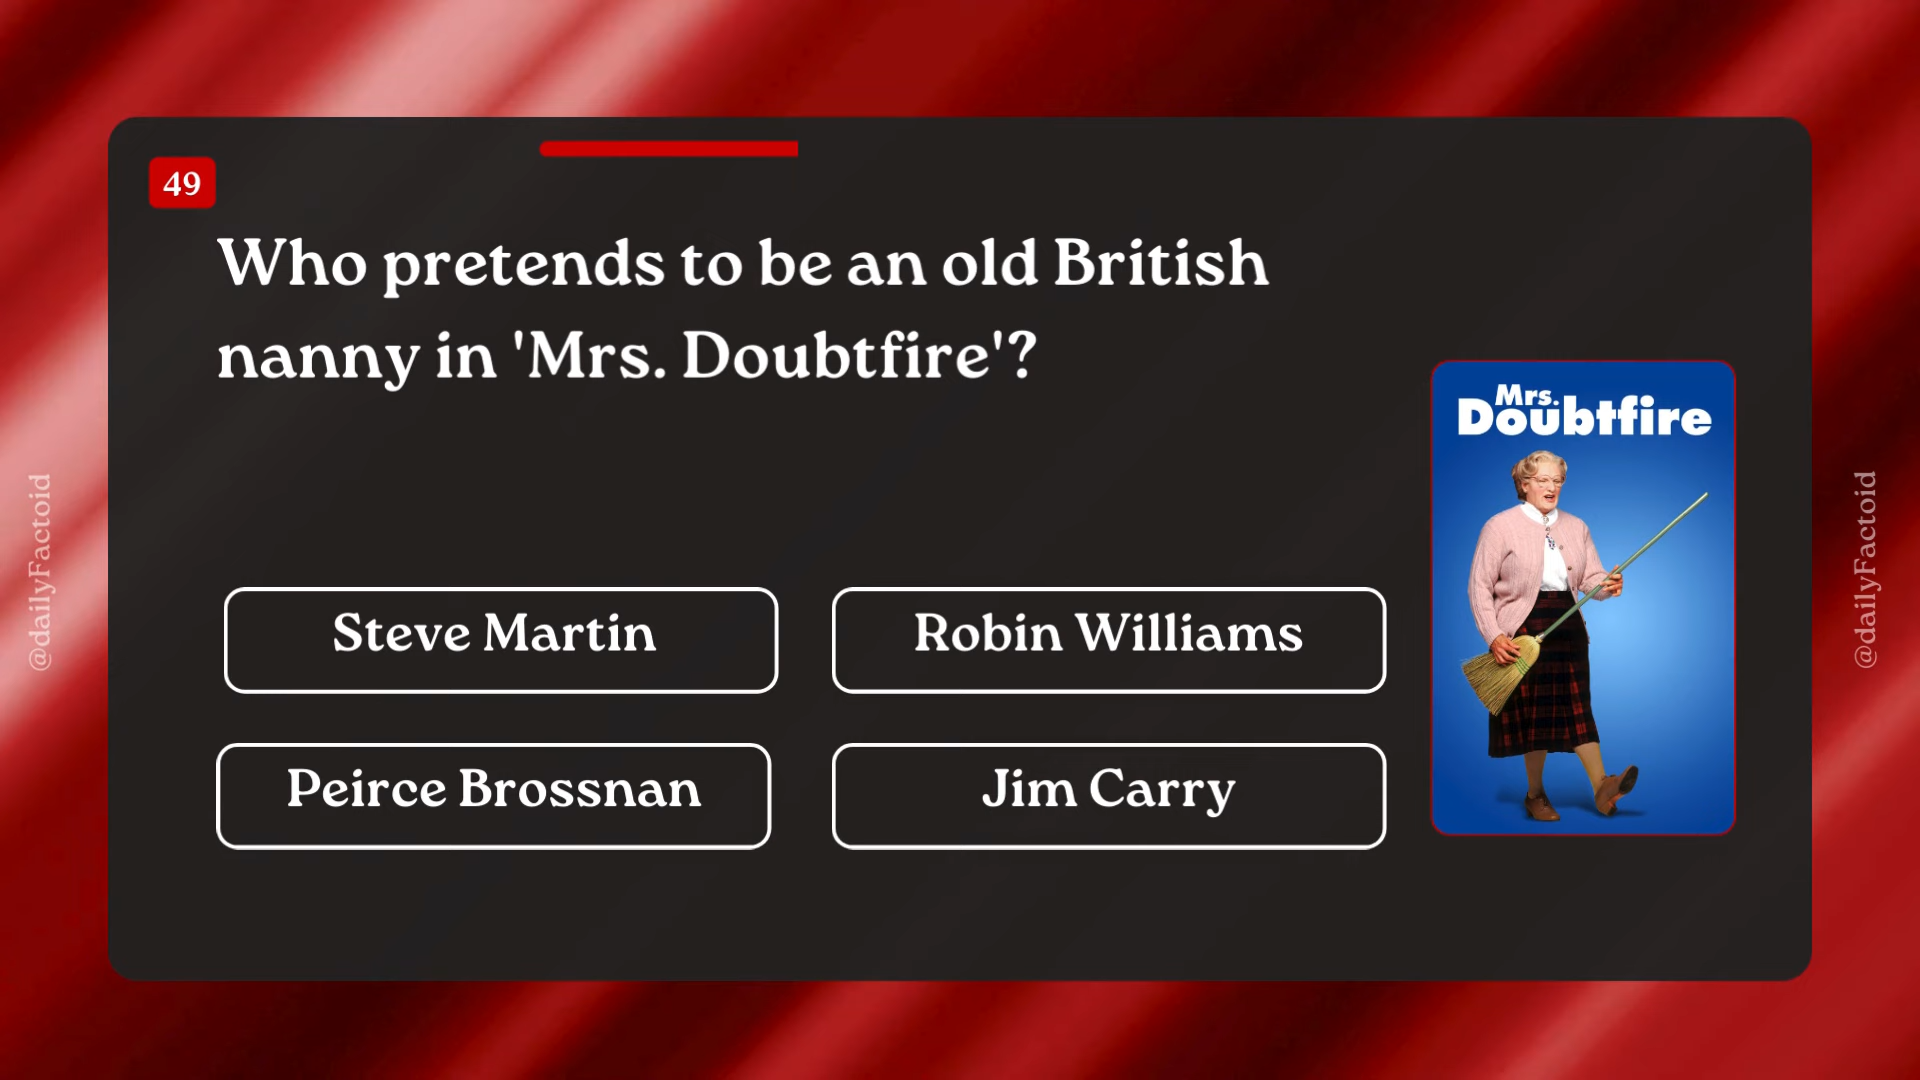 49
Who pretends to be an old British
nanny in 'Mrs. Doubtfire'?
Mrs.
Doubtfire
Steve Martin
Robin Williams
Peirce Brossnan
Jim Carry
@dailyFactoid
@dailyFactoid